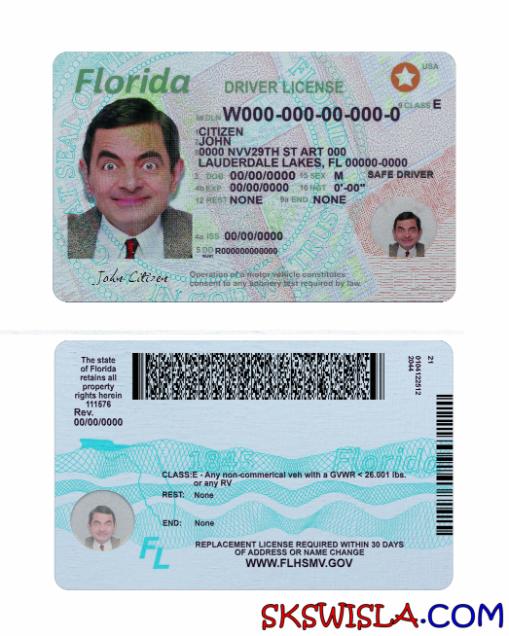 Florida
DRIVER LICENSE
USA
4d DLN W000-000-00-000-0
9 CLASS E
CITIZEN
JOHN
0000 NVV29TH ST ART 000
LAUDERDALE LAKES, FL 00000-0000
3 DOB 00/00/0000 15 SEX M SAFE DRIVER
4b EXP 00/00/0000 16 HGT 0'-00"
12 REST NONE 9a END NONE
4a ISS 00/00/0000
5 DD R000000000000
John Citizen
Operation of a motor vehicle constitutes
consent to any sobriety test required by law.
The state
of Florida
retains all
property
rights herein
111576
Rev.
00/00/0000
21
0104122512
2044
1845 Florida
CLASS:E - Any non-commerical veh with a GVWR < 26.001 lbs.
or any RV
REST: None
END: None
FL
REPLACEMENT LICENSE REQUIRED WITHIN 30 DAYS
OF ADDRESS OR NAME CHANGE
WWW.FLHSMV.GOV
SKSWISLA.COM